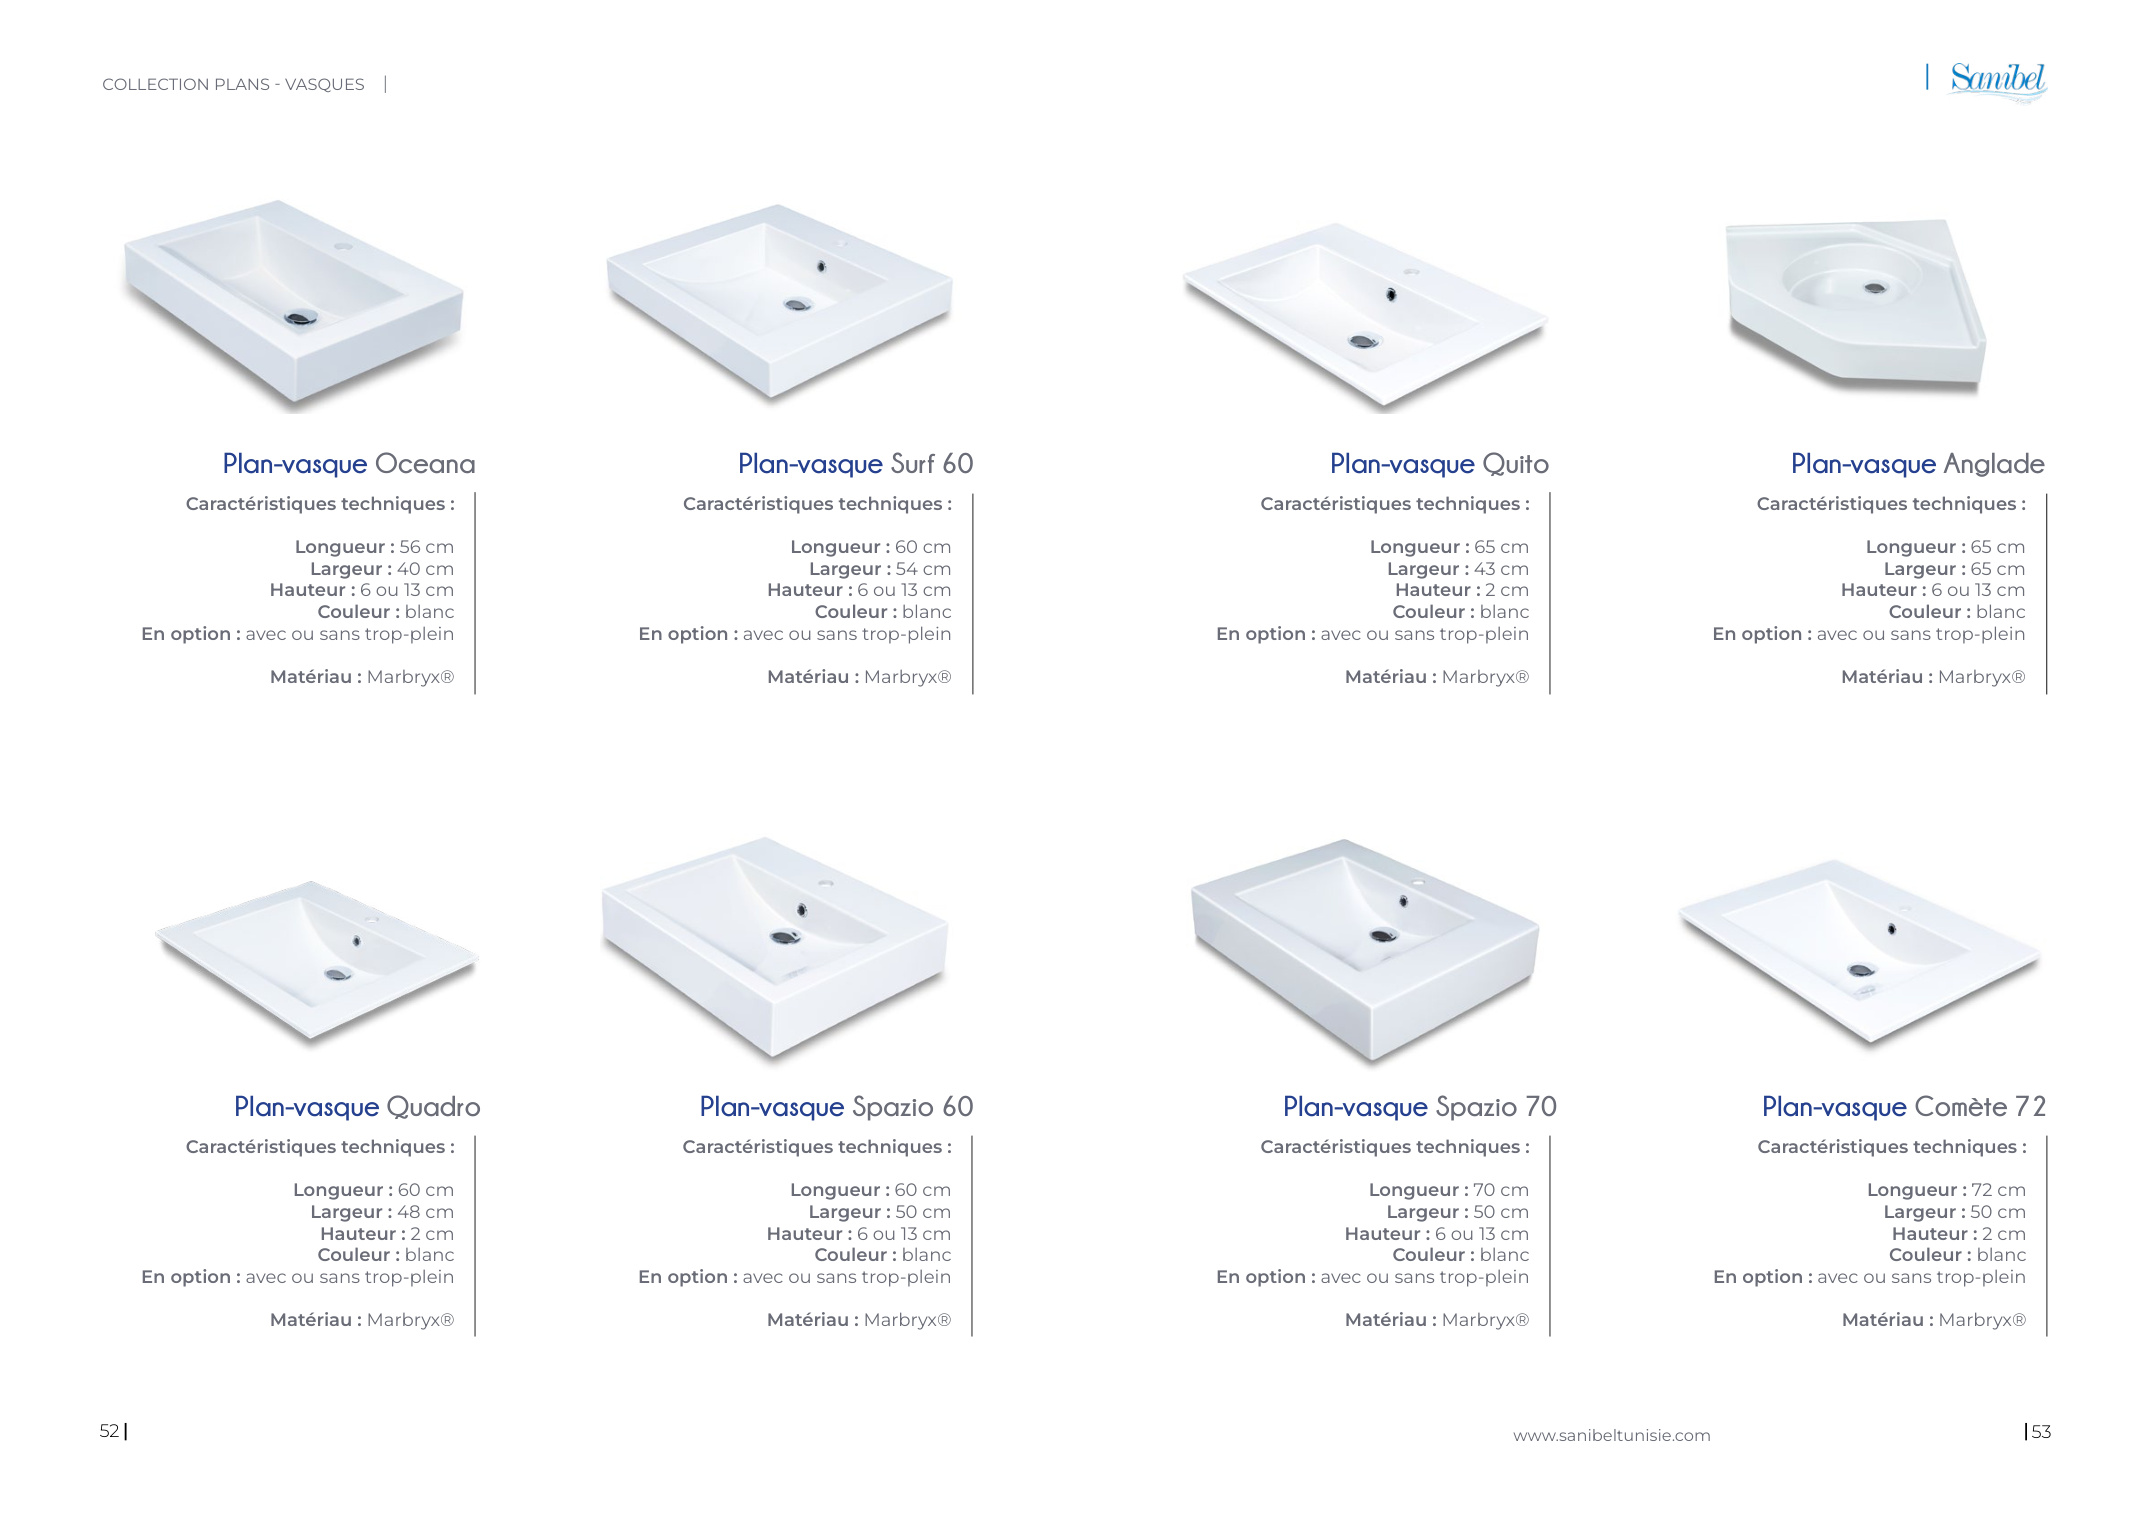 COLLECTION PLANS - VASQUES
Sanibel
Plan-vasque Oceana
Caractéristiques techniques :
Longueur : 56 cm
Largeur : 40 cm
Hauteur : 6 ou 13 cm
Couleur : blanc
En option : avec ou sans trop-plein
Matériau : Marbryx®
Plan-vasque Surf 60
Caractéristiques techniques :
Longueur : 60 cm
Largeur : 54 cm
Hauteur : 6 ou 13 cm
Couleur : blanc
En option : avec ou sans trop-plein
Matériau : Marbryx®
Plan-vasque Quito
Caractéristiques techniques :
Longueur : 65 cm
Largeur : 43 cm
Hauteur : 2 cm
Couleur : blanc
En option : avec ou sans trop-plein
Matériau : Marbryx®
Plan-vasque Anglade
Caractéristiques techniques :
Longueur : 65 cm
Largeur : 65 cm
Hauteur : 6 ou 13 cm
Couleur : blanc
En option : avec ou sans trop-plein
Matériau : Marbryx®
Plan-vasque Quadro
Caractéristiques techniques :
Longueur : 60 cm
Largeur : 48 cm
Hauteur : 2 cm
Couleur : blanc
En option : avec ou sans trop-plein
Matériau : Marbryx®
Plan-vasque Spazio 60
Caractéristiques techniques :
Longueur : 60 cm
Largeur : 50 cm
Hauteur : 6 ou 13 cm
Couleur : blanc
En option : avec ou sans trop-plein
Matériau : Marbryx®
Plan-vasque Spazio 70
Caractéristiques techniques :
Longueur : 70 cm
Largeur : 50 cm
Hauteur : 6 ou 13 cm
Couleur : blanc
En option : avec ou sans trop-plein
Matériau : Marbryx®
Plan-vasque Comète 72
Caractéristiques techniques :
Longueur : 72 cm
Largeur : 50 cm
Hauteur : 2 cm
Couleur : blanc
En option : avec ou sans trop-plein
Matériau : Marbryx®
52
www.sanibeltunisie.com
53